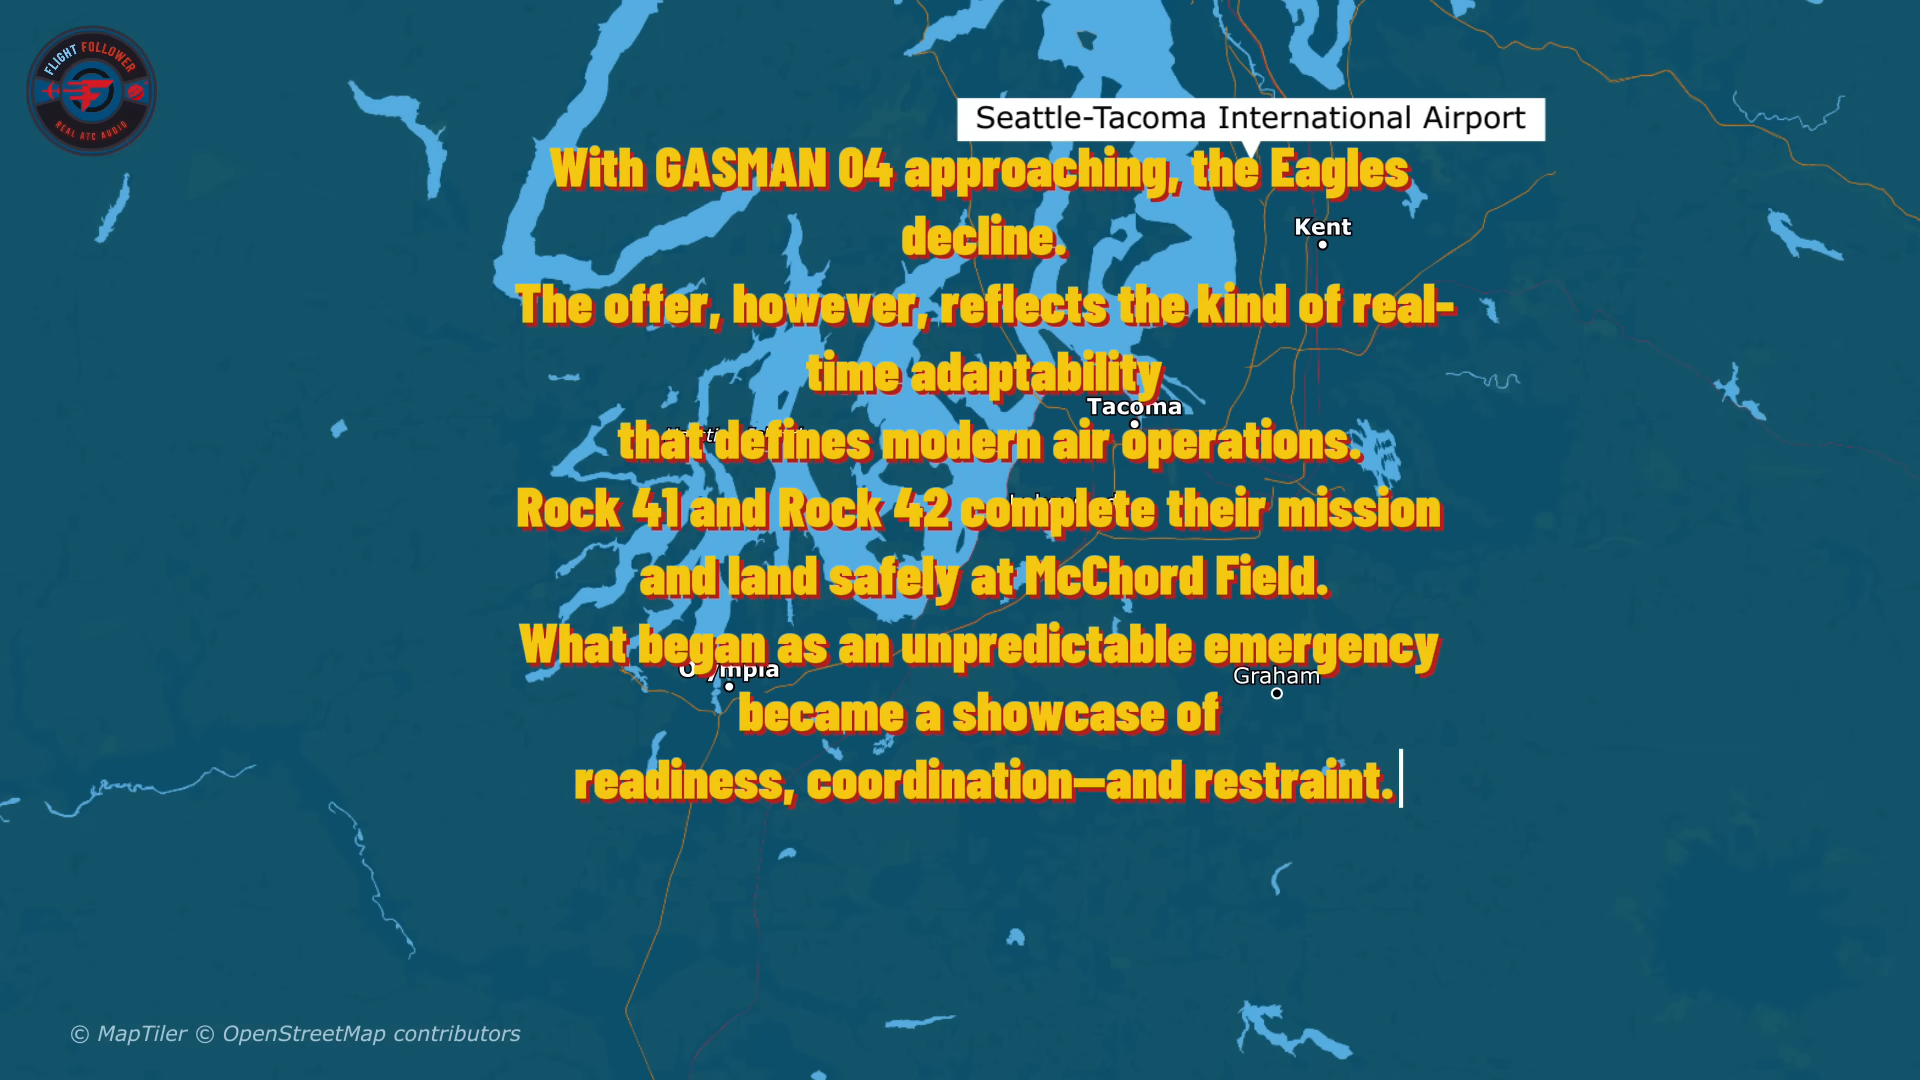 FLIGHT FOLLOWER
REAL ATC AUDIO
Seattle-Tacoma International Airport
With GASMAN 04 approaching, the Eagles
decline.
Kent
The offer, however, reflects the kind of real-
time adaptability
Tacoma
that defines modern air operations.
Rock 41 and Rock 42 complete their mission
and land safely at McChord Field.
What began as an unpredictable emergency
Olympia
Graham
became a showcase of
readiness, coordination—and restraint.
© MapTiler © OpenStreetMap contributors